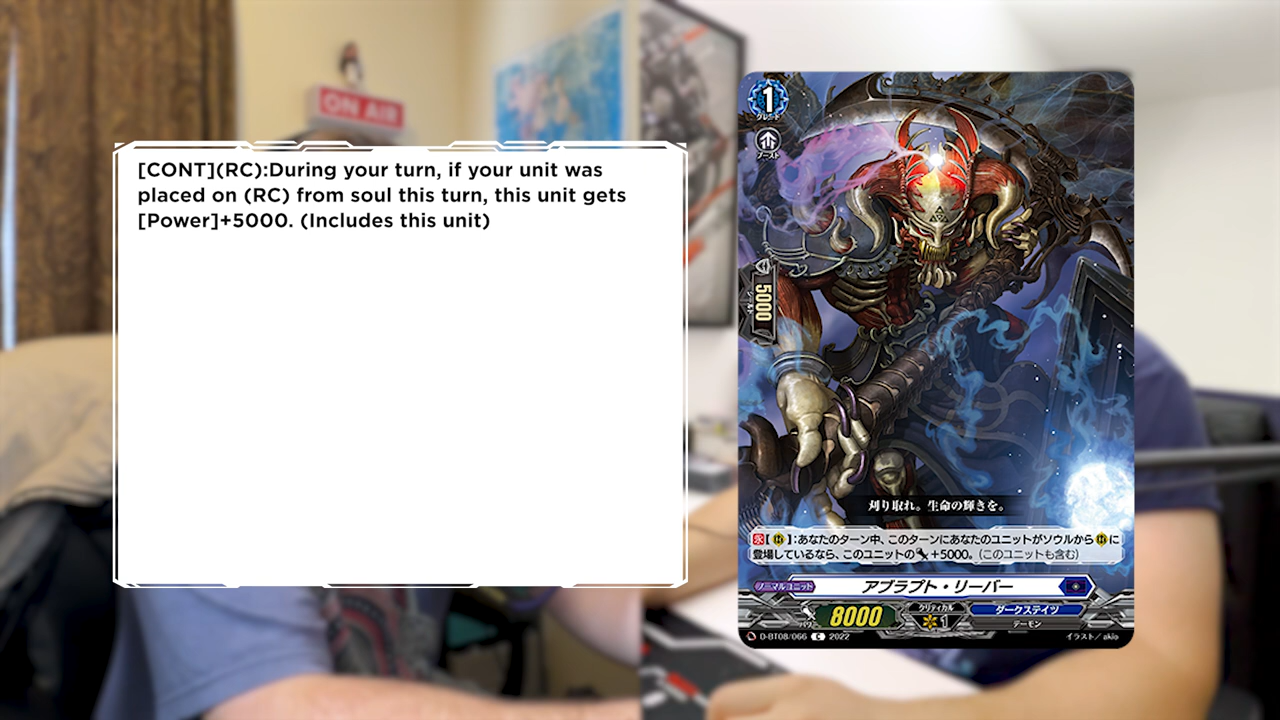 ON AIR
[CONT](RC):During your turn, if your unit was
placed on (RC) from soul this turn, this unit gets
[Power]+5000. (Includes this unit)
1
グレード
ブースト
5000
シールド
刈り取れ。生命の輝きを。
永【】:あなたのターン中、このターンにあなたのユニットがソウルから に
登場しているなら、このユニットの +5000。(このユニットも含む)
ノーマルユニット
アブラプト・リーパー
パワー
8000
クリティカル
1
ダークステイツ
デーモン
D-BT08/066 C 2022
イラスト/akio